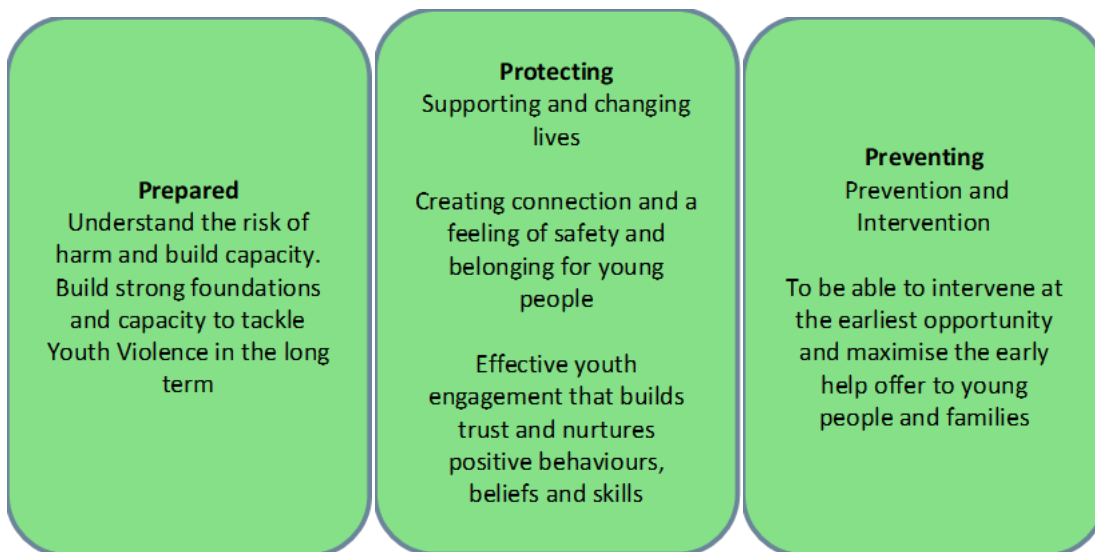 Prepared
Understand the risk of
harm and build capacity.
Build strong foundations
and capacity to tackle
Youth Violence in the long
term
Protecting
Supporting and changing
lives
Creating connection and a
feeling of safety and
belonging for young
people
Effective youth
engagement that builds
trust and nurtures
positive behaviours,
beliefs and skills
Preventing
Prevention and
Intervention
To be able to intervene at
the earliest opportunity
and maximise the early
help offer to young
people and families